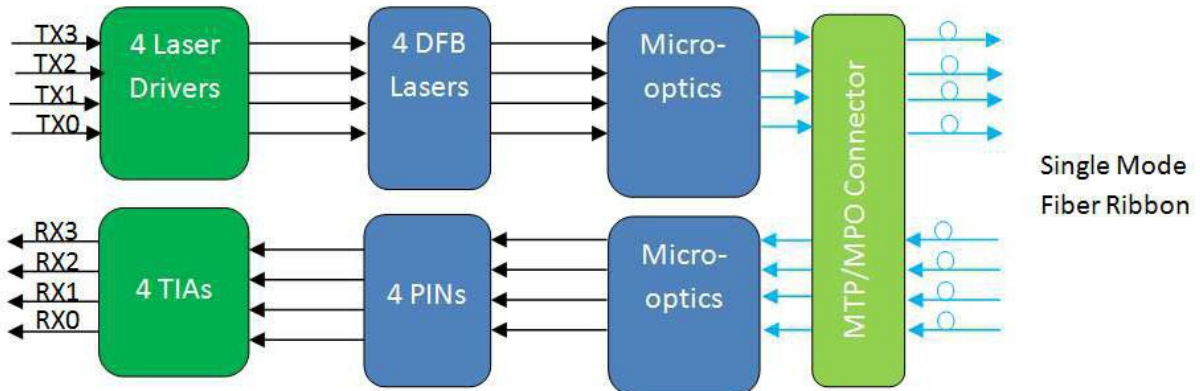 TX3
TX2
TX1
TX0
4 Laser
Drivers
4 DFB
Lasers
Micro-
optics
MTP/MPO Connector
Single Mode
Fiber Ribbon
RX3
RX2
RX1
RX0
4 TIAs
4 PINs
Micro-
optics